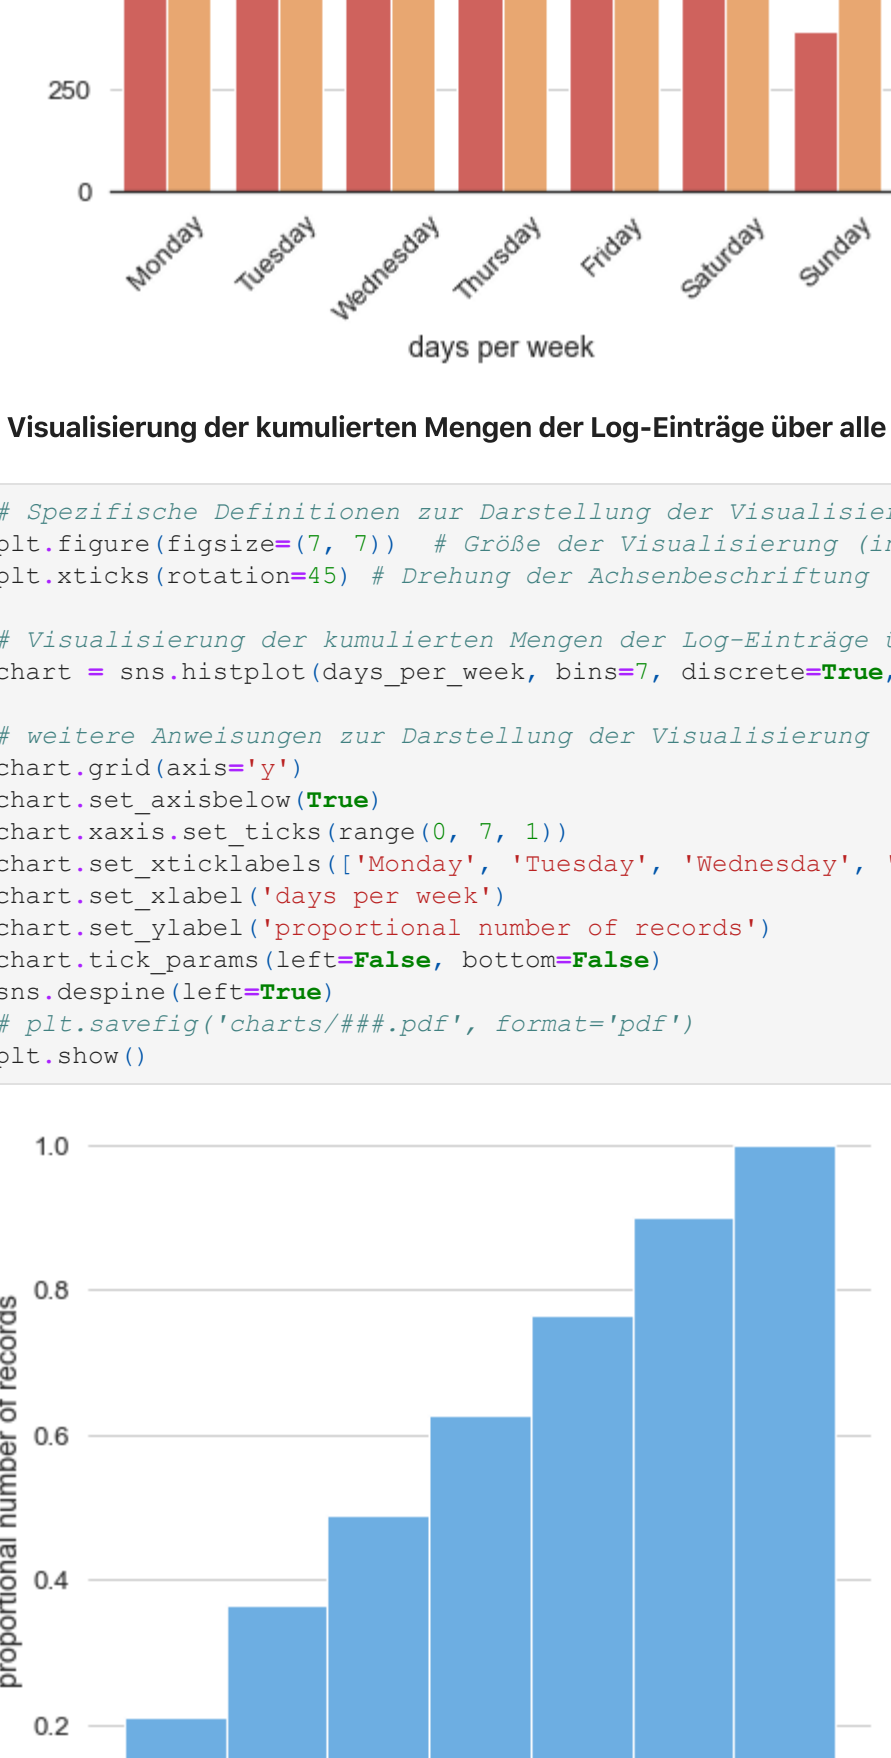 250
0
Monday Tuesday Wednesday Thursday Friday Saturday Sunday
days per week
Visualisierung der kumulierten Mengen der Log-Einträge über alle
# Spezifische Definitionen zur Darstellung der
plt.figure(figsize=(7, 7))  # Größe der Visualisierung
plt.xticks(rotation=45) # Drehung der Achsenbeschriftung
# Visualisierung der kumulierten Mengen der Log-Einträge
chart = sns.histplot(days_per_week, bins=7, discrete=True,
# weitere Anweisungen zur Darstellung der Visualisierung
chart.grid(axis='y')
chart.set_axisbelow(True)
chart.xaxis.set_ticks(range(0, 7, 1))
chart.set_xticklabels(['Monday', 'Tuesday', 'Wednesday', '
chart.set_xlabel('days per week')
chart.set_ylabel('proportional number of records')
chart.tick_params(left=False, bottom=False)
sns.despine(left=True)
# plt.savefig('charts/###.pdf', format='pdf')
plt.show()
1.0
0.8
0.6
0.4
0.2
proportional number of records